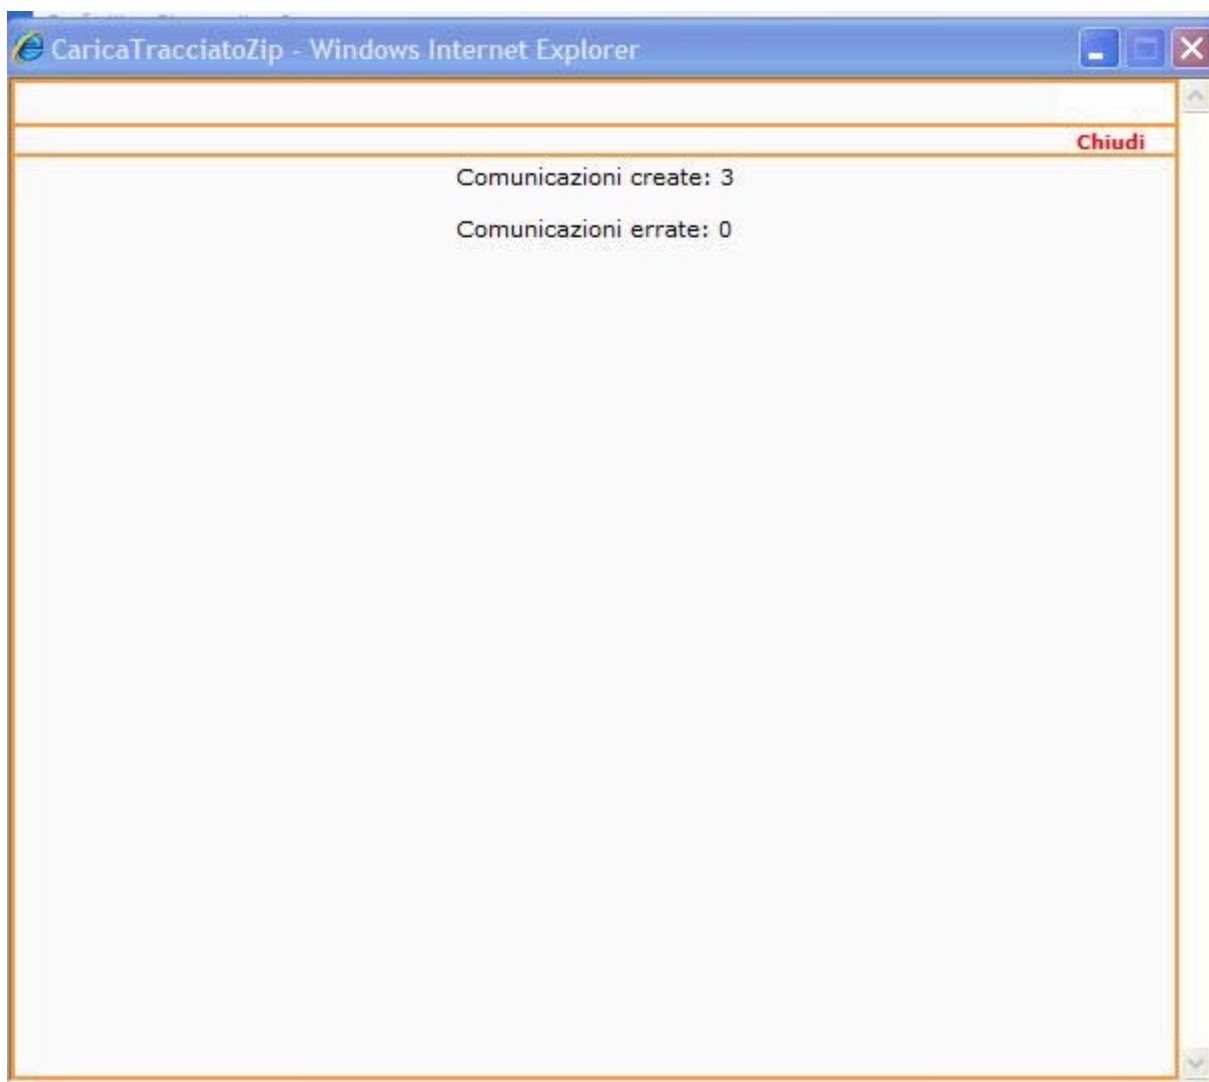 CaricaTracciatoZip - Windows Internet Explorer
Chiudi
Comunicazioni create: 3
Comunicazioni errate: 0